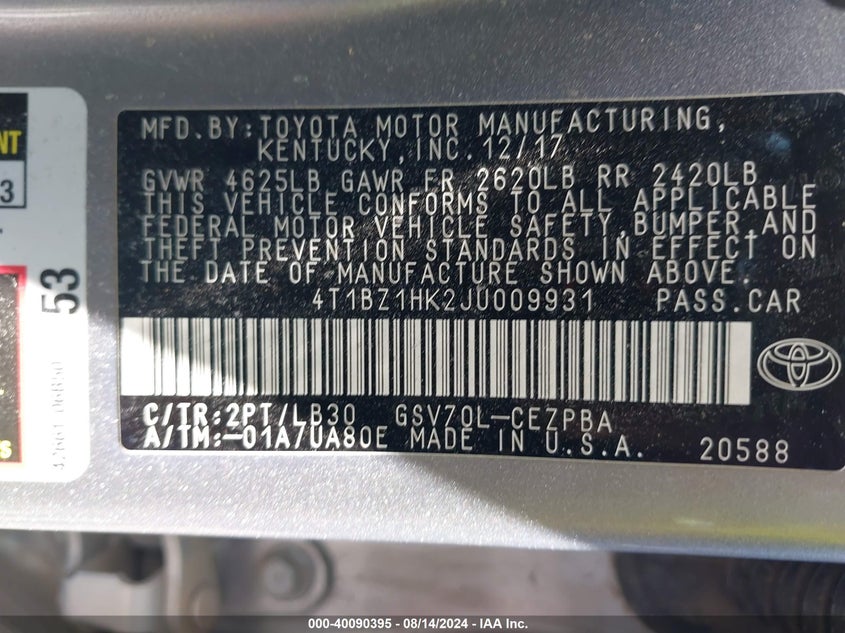 MFD.BY:TOYOTA MOTOR MANUFACTURING,
KENTUCKY,INC.12/17
GVWR 4625LB GAWR FR 2620LB RR 2420LB
THIS VEHICLE CONFORMS TO ALL APPLICABLE
FEDERAL MOTOR VEHICLE SAFETY,BUMPER,AND
THEFT PREVENTION STANDARDS IN EFFECT ON
THE DATE OF MANUFACTURE SHOWN ABOVE.
4T1BZ1HK2JU009931 PASS.CAR
C/TR:2PT/LB30 GSV70L-CEZPBA
A/TM:-01A7UA80E MADE IN U.S.A. 20588
53
000-40090395 - 08/14/2024 - IAA Inc.